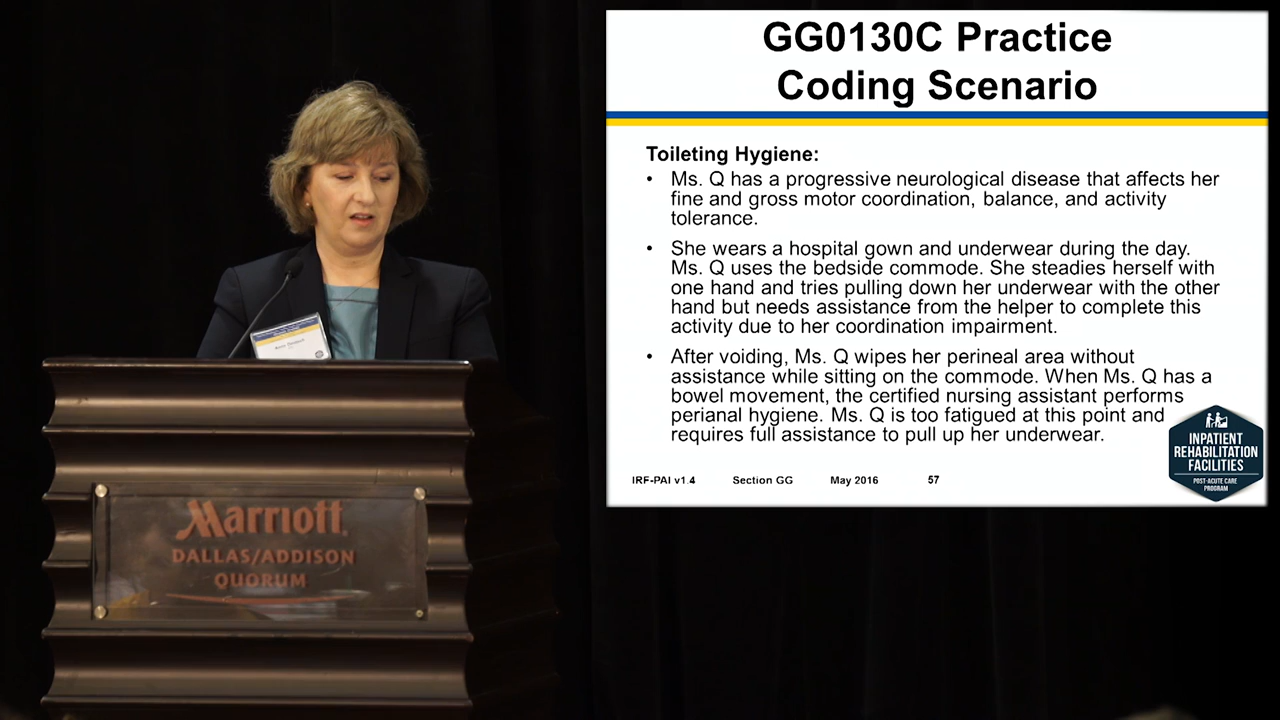 GG0130C Practice
Coding Scenario
Toileting Hygiene:
• Ms. Q has a progressive neurological disease that affects her
fine and gross motor coordination, balance, and activity
tolerance.
• She wears a hospital gown and underwear during the day.
Ms. Q uses the bedside commode. She steadies herself with
one hand and tries pulling down her underwear with the other
hand but needs assistance from the helper to complete this
activity due to her coordination impairment.
• After voiding, Ms. Q wipes her perineal area without
assistance while sitting on the commode. When Ms. Q has a
bowel movement, the certified nursing assistant performs
perianal hygiene. Ms. Q is too fatigued at this point and
requires full assistance to pull up her underwear.
IRF-PAI v1.4 Section GG May 2016 57
INPATIENT
REHABILITATION
FACILITIES
POST-ACUTE CARE
PROGRAM
Marriott
DALLAS/ADDISON
QUORUM